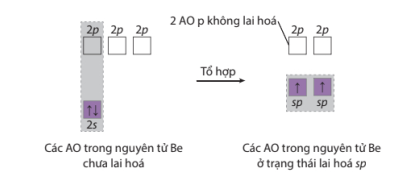 2 AO p không lai hoá
2p 2p 2p
2p 2p
Tổ hợp
↑↓
2s
↑ ↑
sp sp
Các AO trong nguyên tử Be
chưa lai hoá
Các AO trong nguyên tử Be
ở trạng thái lai hoá sp